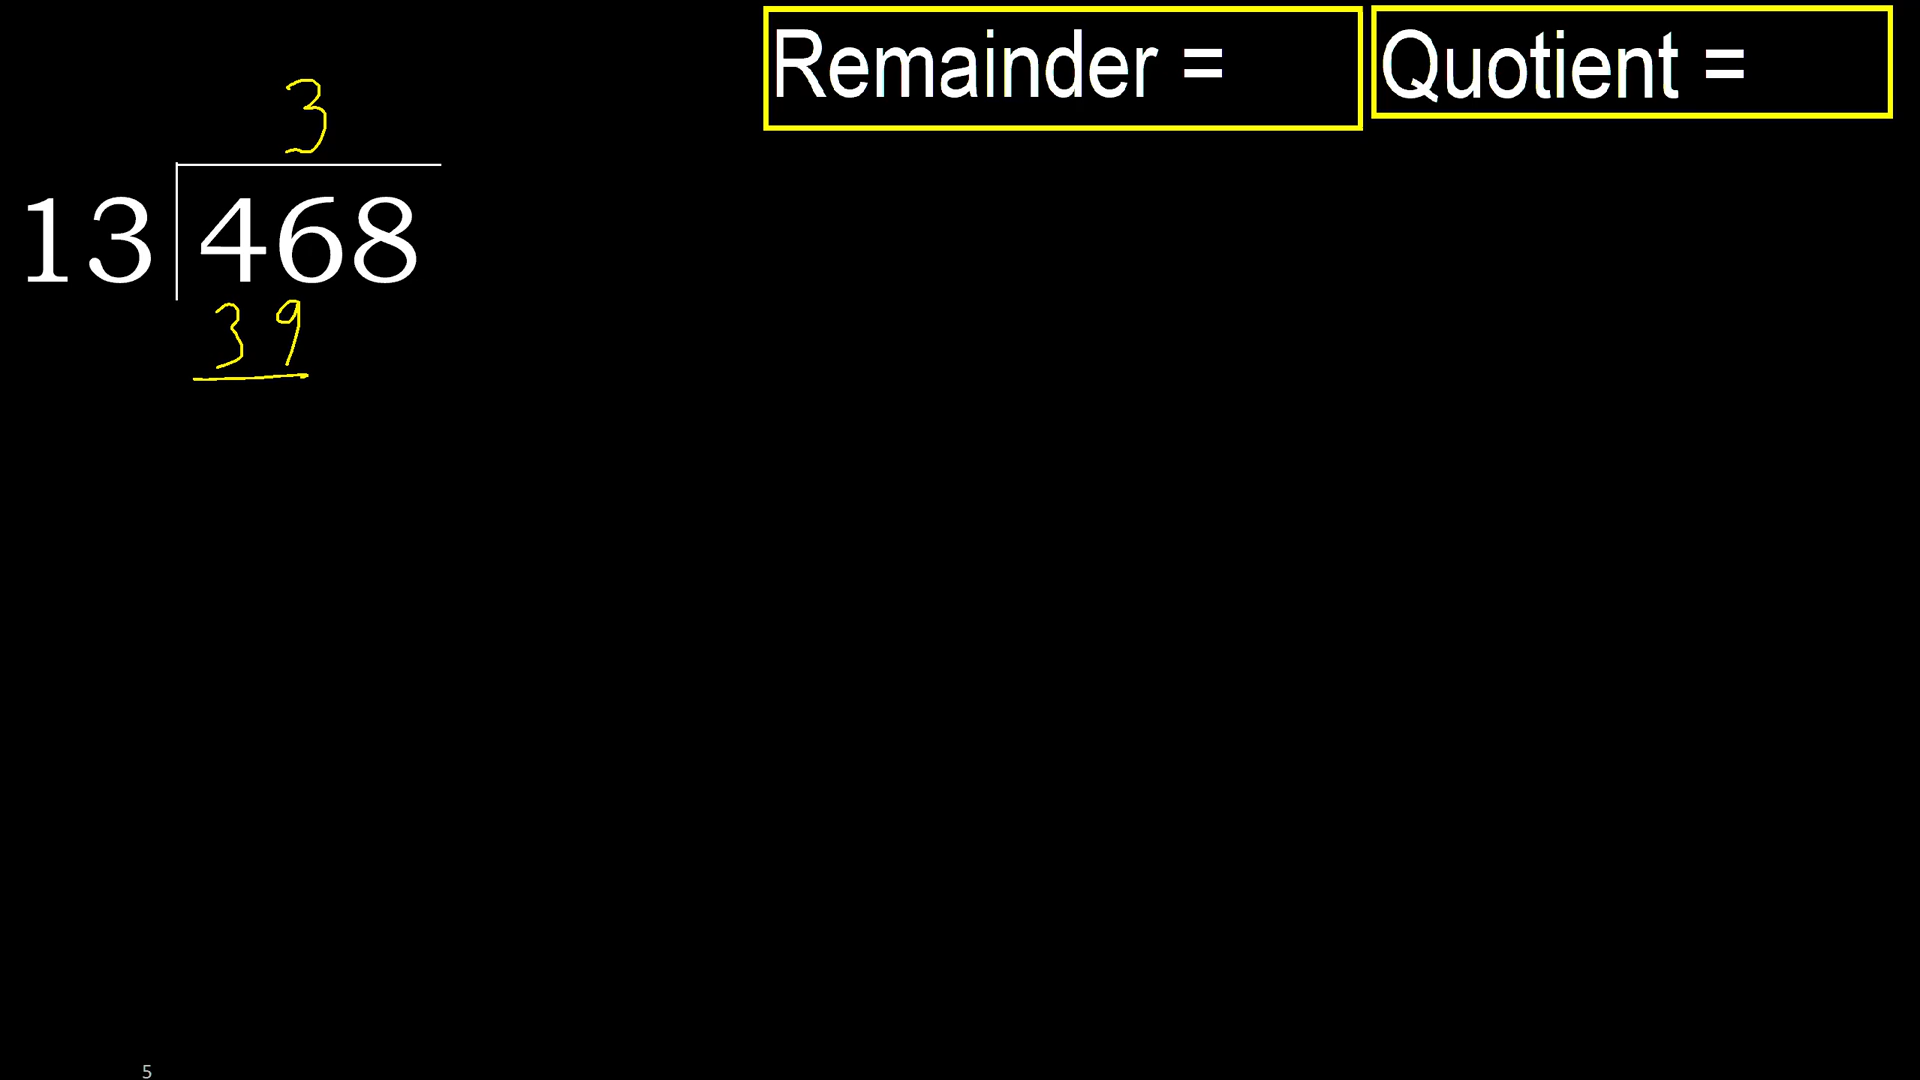 Remainder = Quotient =
3
13 468
39
5